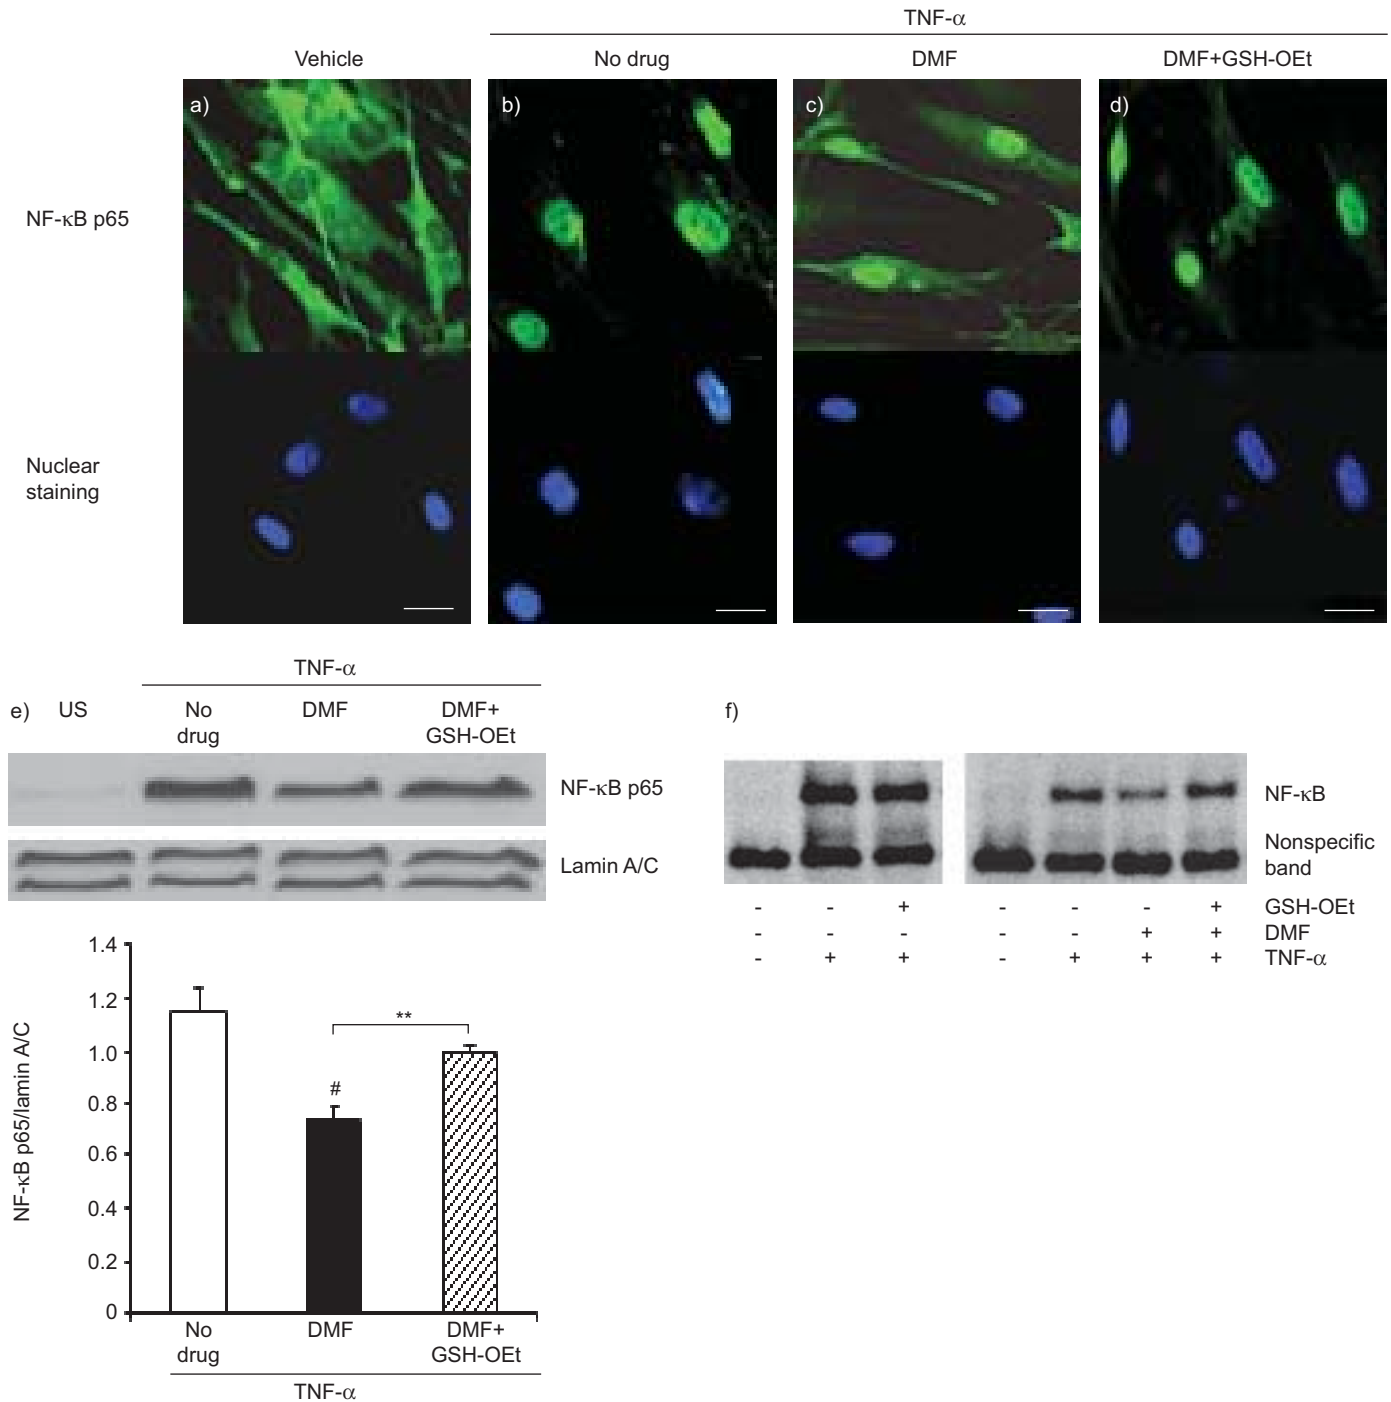 TNF-α
Vehicle
No drug
DMF
DMF+GSH-OEt
a)
b)
c)
d)
NF-κB p65
Nuclear
staining
TNF-α
e)
US
No
drug
DMF
DMF+
GSH-OEt
NF-κB p65
Lamin A/C
f)
NF-κB
Nonspecific
band
- - + - - - + GSH-OEt
- - - - - + + DMF
- + + - + + + TNF-α
NF-κB p65/lamin A/C
1.4
1.2
1.0
0.8
0.6
0.4
0.2
0
**
#
No
drug
DMF
DMF+
GSH-OEt
TNF-α